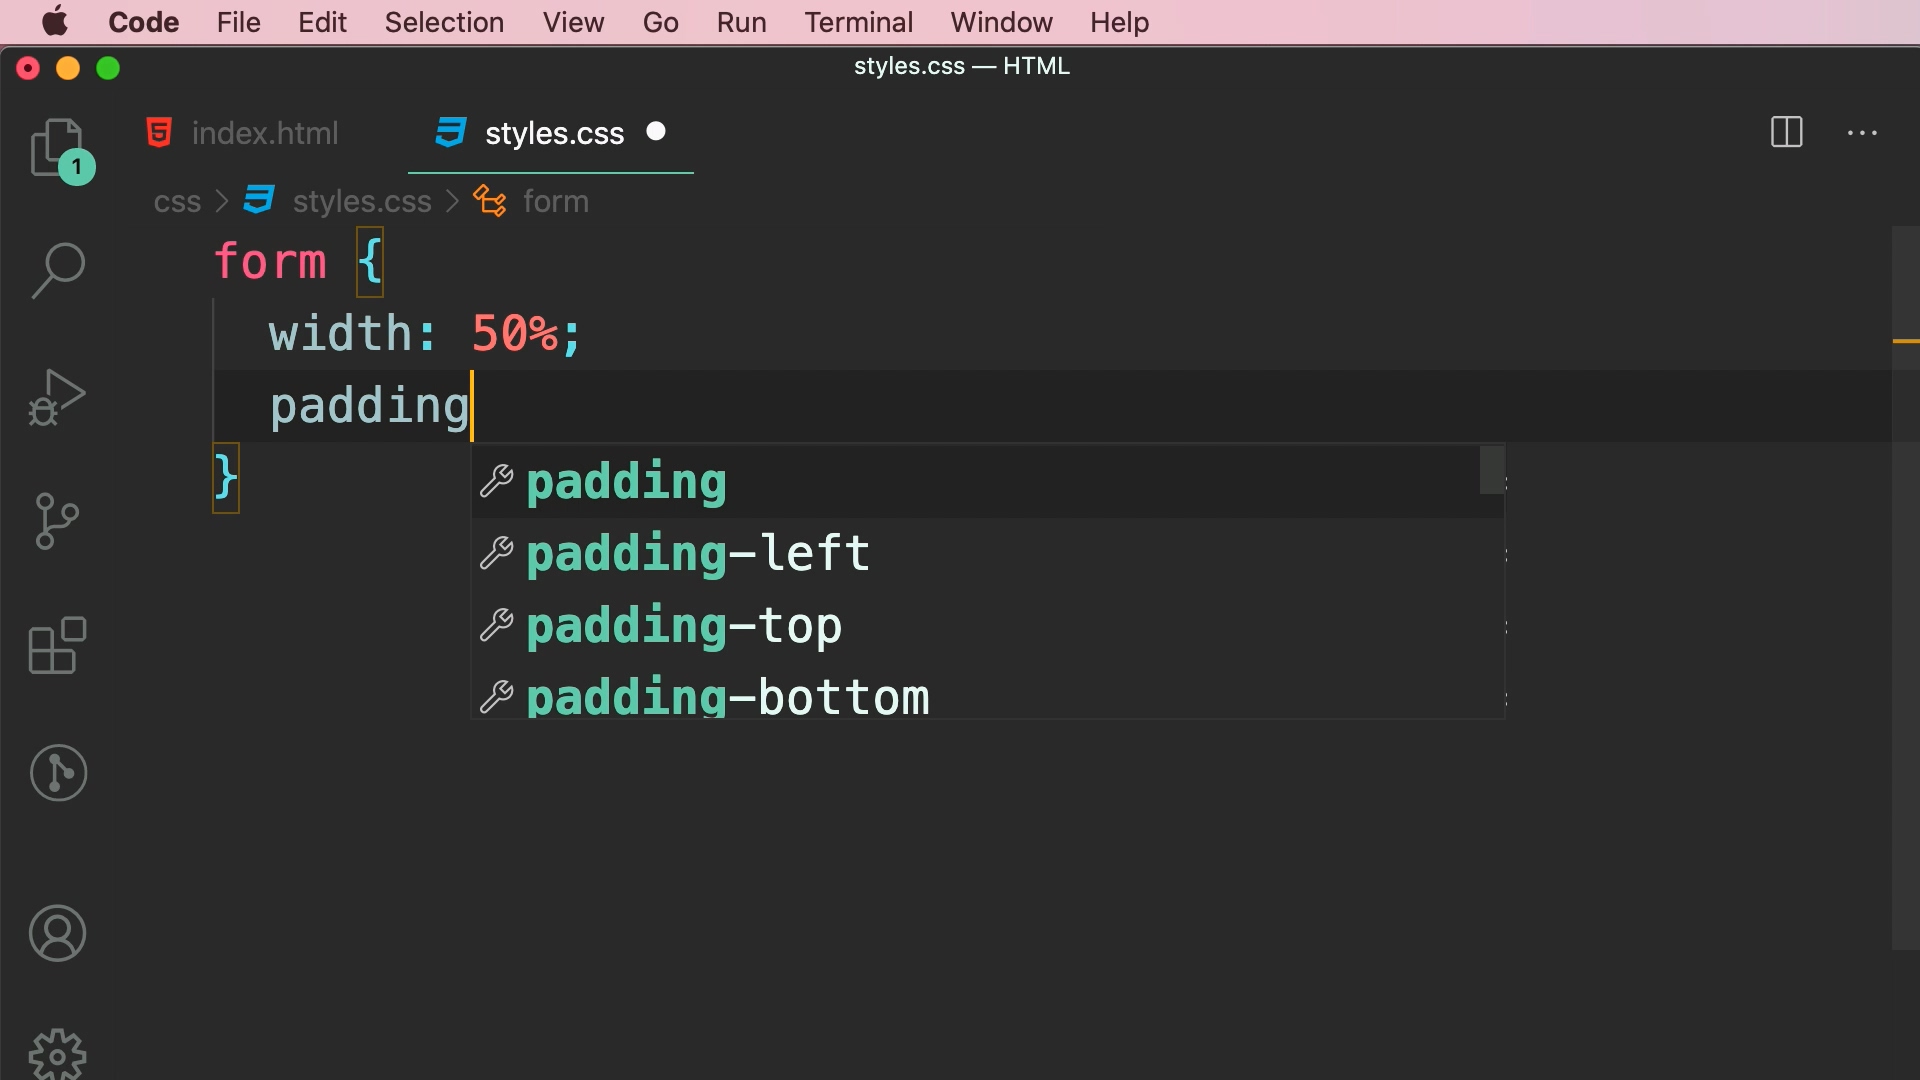 Code File Edit Selection View Go Run Terminal Window Help
styles.css — HTML
index.html styles.css
css > styles.css > form
form {
width: 50%;
padding
}
padding
padding-left
padding-top
padding-bottom
1